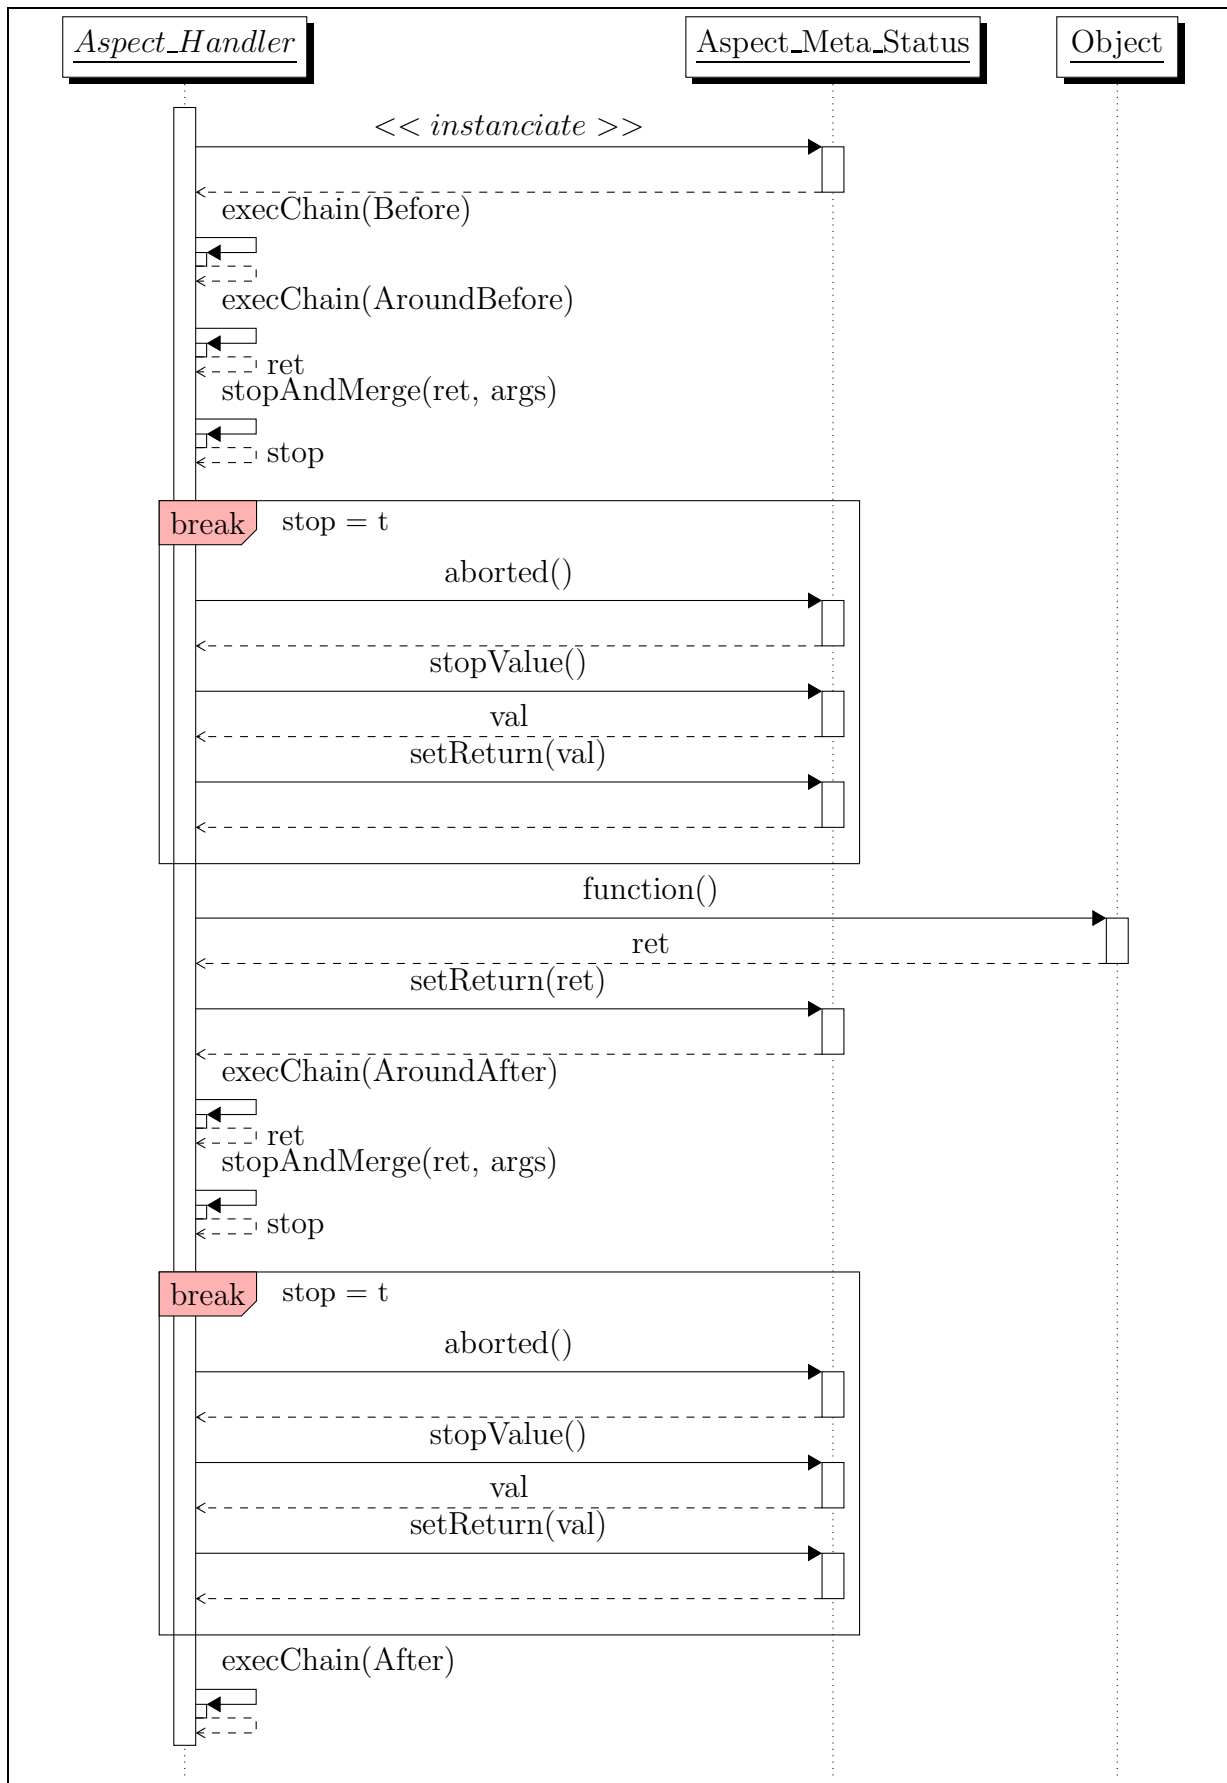 Aspect_Handler Aspect_Meta_Status Object
<< instanciate >>
execChain(Before)
execChain(AroundBefore)
ret
stopAndMerge(ret, args)
stop
break stop = t
aborted()
stopValue()
val
setReturn(val)
function()
ret
setReturn(ret)
execChain(AroundAfter)
ret
stopAndMerge(ret, args)
stop
break stop = t
aborted()
stopValue()
val
setReturn(val)
execChain(After)